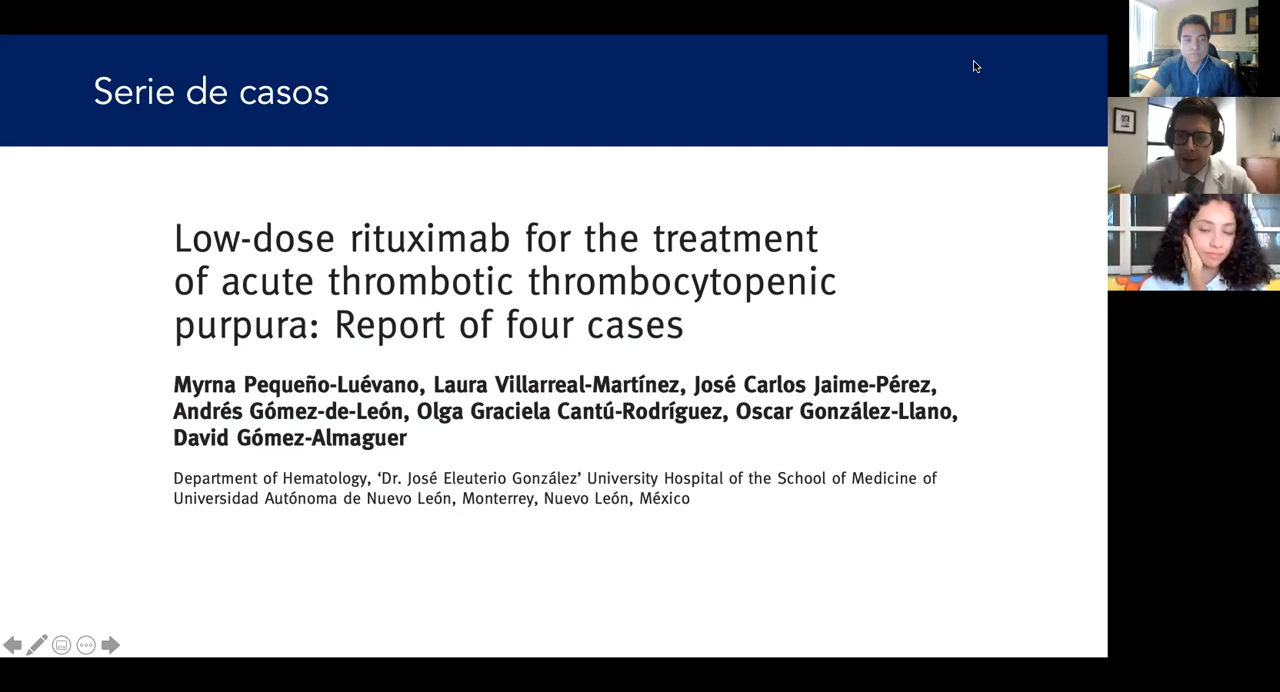 Serie de casos
Low-dose rituximab for the treatment
of acute thrombotic thrombocytopenic
purpura: Report of four cases
Myrna Pequeño-Luévano, Laura Villarreal-Martínez, José Carlos Jaime-Pérez,
Andrés Gómez-de-León, Olga Graciela Cantú-Rodríguez, Oscar González-Llano,
David Gómez-Almaguer
Department of Hematology, ‘Dr. José Eleuterio González’ University Hospital of the School of Medicine of
Universidad Autónoma de Nuevo León, Monterrey, Nuevo León, México